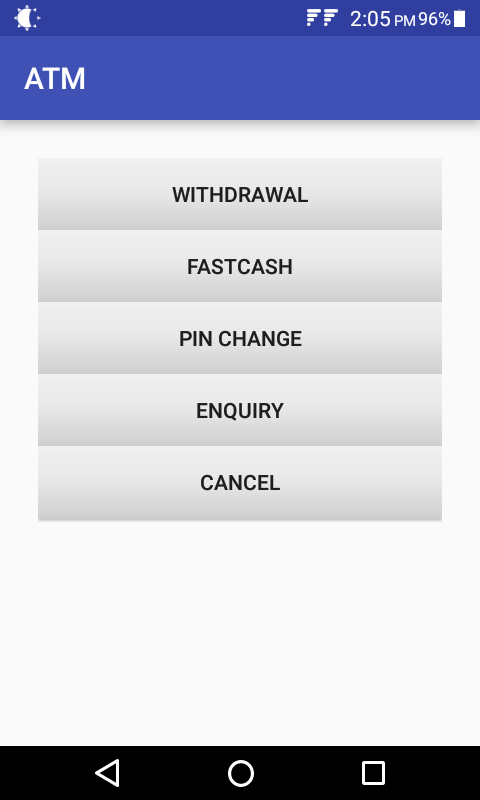 2:05 PM 96%
ATM
WITHDRAWAL
FASTCASH
PIN CHANGE
ENQUIRY
CANCEL